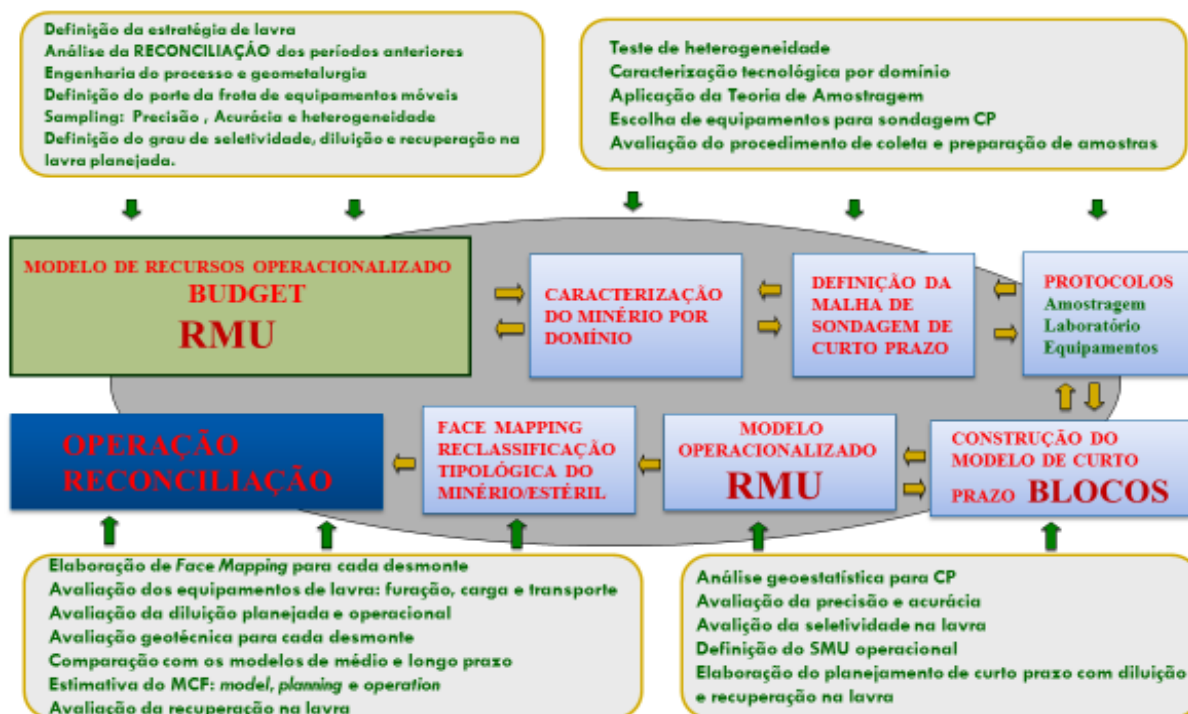 Definição da estratégia de lavra
Análise da RECONCILIAÇÃO dos períodos anteriores
Engenharia do processo e geometalurgia
Definição do porte da frota de equipamentos móveis
Sampling: Precisão , Acurácia e heterogeneidade
Definição do grau de seletividade, diluição e recuperação na
lavra planejada.
Teste de heterogeneidade
Caracterização tecnológica por domínio
Aplicação da Teoria de Amostragem
Escolha de equipamentos para sondagem CP
Avaliação do procedimento de coleta e preparação de amostras
MODELO DE RECURSOS OPERACIONALIZADO
BUDGET
RMU
CARACTERIZAÇÃO
DO MINÉRIO POR
DOMÍNIO
DEFINIÇÃO DA
MALHA DE
SONDAGEM DE
CURTO PRAZO
PROTOCOLOS
Amostragem
Laboratório
Equipamentos
OPERAÇÃO
RECONCILIAÇÃO
FACE MAPPING
RECLASSIFICAÇÃO
TIPOLÓGICA DO
MINÉRIO/ESTÉRIL
MODELO
OPERACIONALIZADO
RMU
CONSTRUÇÃO DO
MODELO DE CURTO
PRAZO BLOCOS
Elaboração de Face Mapping para cada desmonte
Avaliação dos equipamentos de lavra: furação, carga e transporte
Avaliação da diluição planejada e operacional
Avaliação geotécnica para cada desmonte
Comparação com os modelos de médio e longo prazo
Estimativa do MCF: model, planning e operation
Avaliação da recuperação na lavra
Análise geoestatística para CP
Avaliação da precisão e acurácia
Avalição da seletividade na lavra
Definição do SMU operacional
Elaboração do planejamento de curto prazo com diluição
e recuperação na lavra